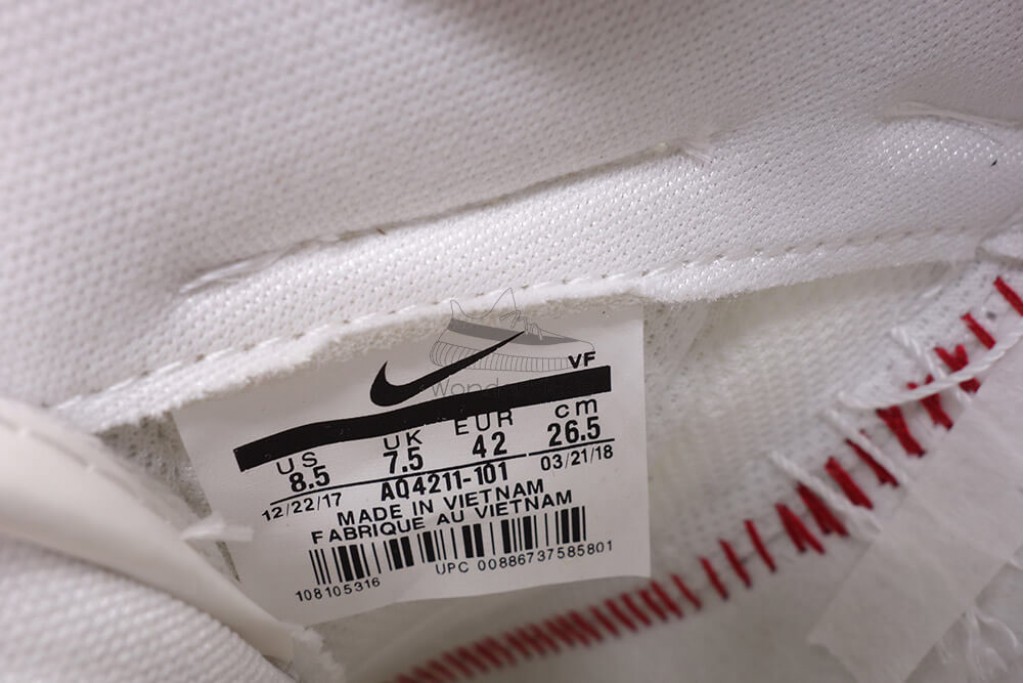 VF
US UK EUR cm
8.5 7.5 42 26.5
12/22/17 AQ4211-101 03/21/18
MADE IN VIETNAM
FABRIQUE AU VIETNAM
108105316 UPC 00886737585801